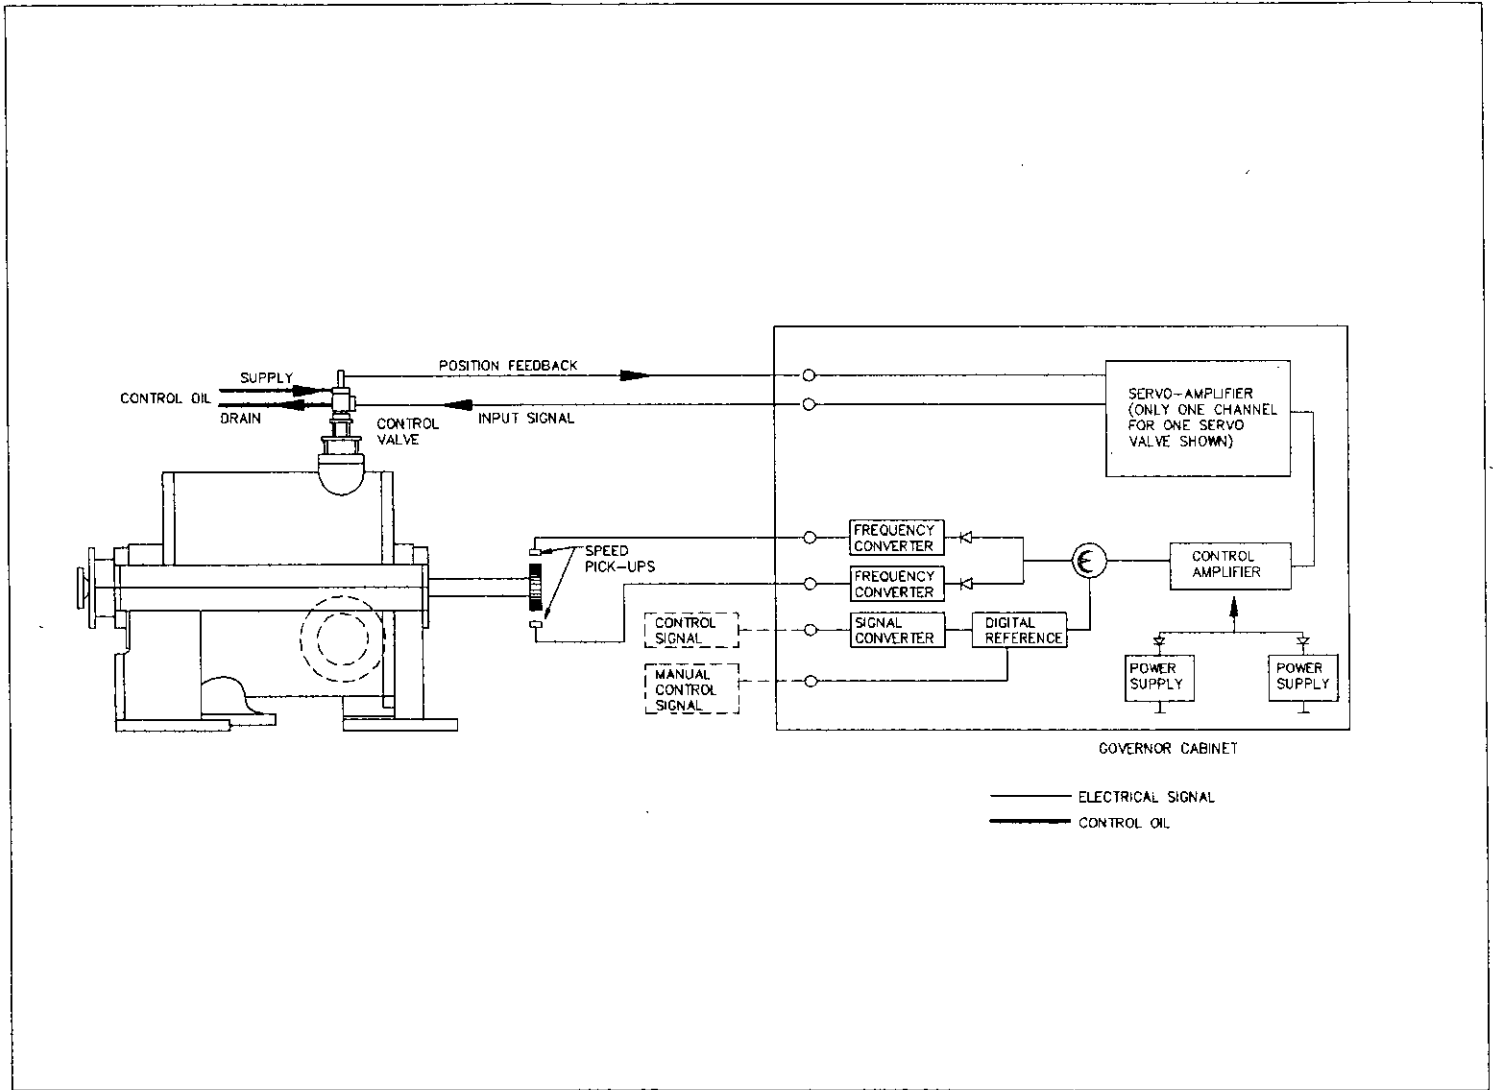 POSITION FEEDBACK
SUPPLY
CONTROL OIL
DRAIN
CONTROL
VALVE
INPUT SIGNAL
SERVO-AMPLIFIER
(ONLY ONE CHANNEL
FOR ONE SERVO
VALVE SHOWN)
SPEED
PICK-UPS
FREQUENCY
CONVERTER
FREQUENCY
CONVERTER
CONTROL
AMPLIFIER
CONTROL
SIGNAL
SIGNAL
CONVERTER
DIGITAL
REFERENCE
MANUAL
CONTROL
SIGNAL
POWER
SUPPLY
POWER
SUPPLY
GOVERNOR CABINET
ELECTRICAL SIGNAL
CONTROL OIL